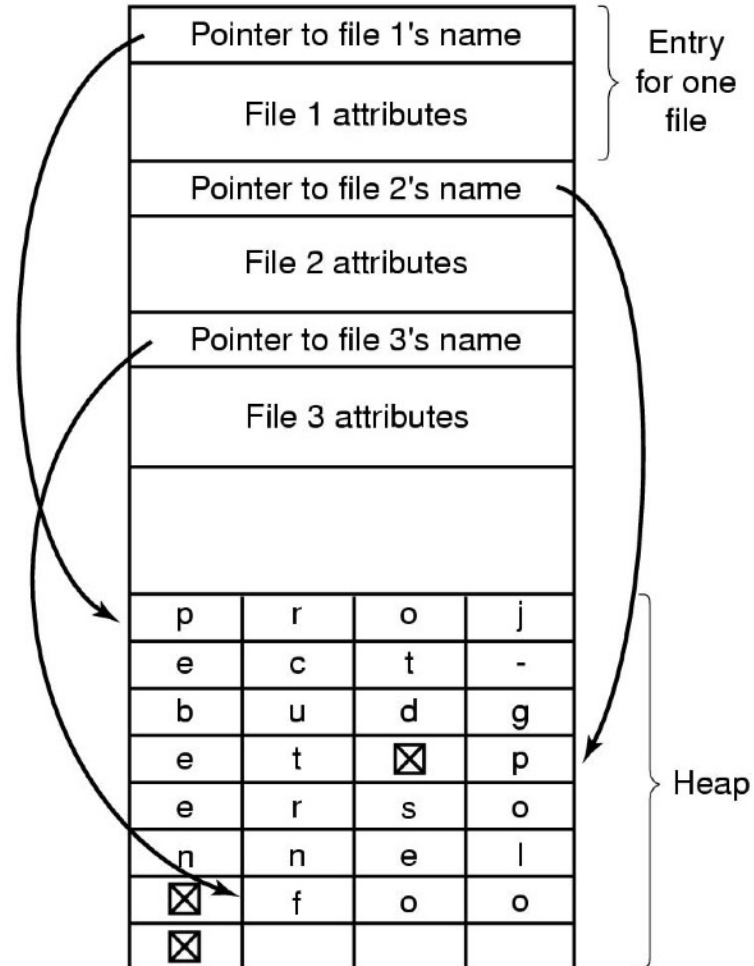 Pointer to file 1's name
Entry
for one
file
File 1 attributes
Pointer to file 2's name
File 2 attributes
Pointer to file 3's name
File 3 attributes
p r o j
e c t -
b u d g
e t ☒ p
e r s o
n n e l
☒ f o o
☒
Heap